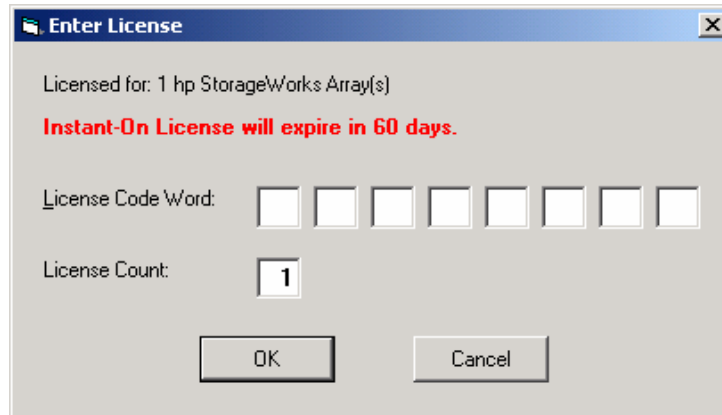 Enter License
Licensed for: 1 hp StorageWorks Array(s)
Instant-On License will expire in 60 days.
License Code Word:
License Count: 1
OK Cancel